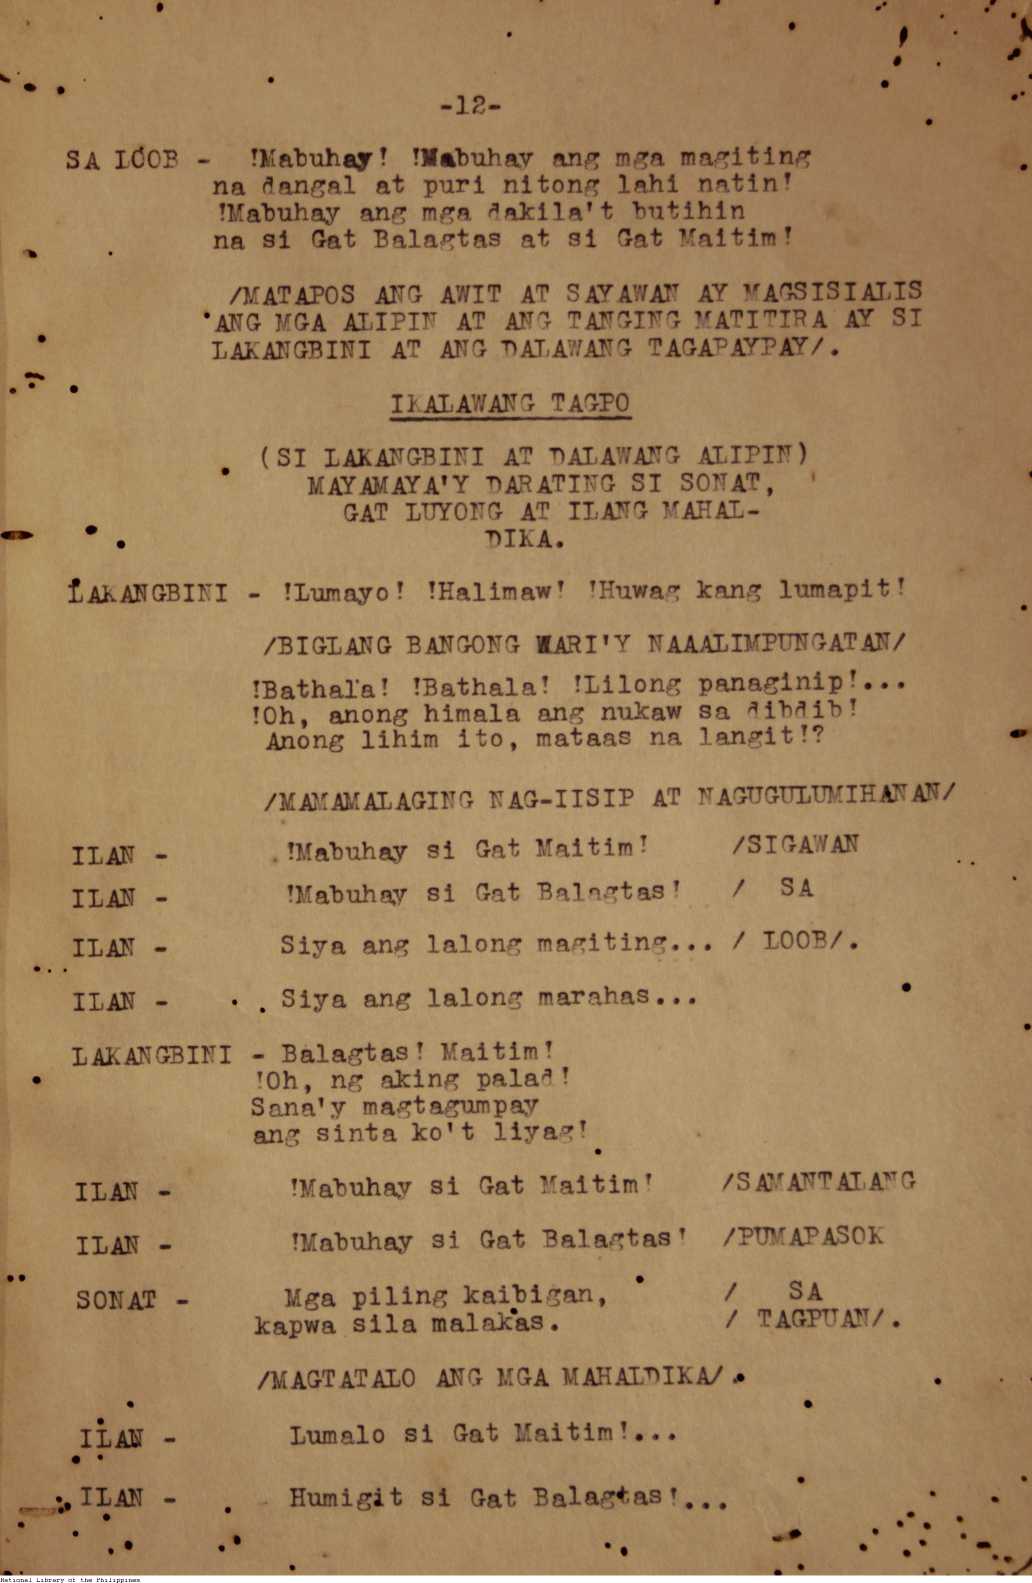 -12-
SA LOOB - !Mabuhay! !Mabuhay ang mga magiting
na dangal at puri nitong lahi natin!
!Mabuhay ang mga dakila't butihin
na si Gat Balagtas at si Gat Maitim!
/MATAPOS ANG AWIT AT SAYAWAN AY MAGSISIALIS
ANG MGA ALIPIN AT ANG TANGING MATITIRA AY SI
LAKANGBINI AT ANG DALAWANG TAGAPAYPAY/.
IKALAWANG TAGPO
(SI LAKANGBINI AT DALAWANG ALIPIN)
MAYAMAYA'Y DARATING SI SONAT,
GAT LUYONG AT ILANG MAHAL-
DIKA.
LAKANGBINI - !Lumayo! !Halimaw! !Huwag kang lumapit!
/BIGLANG BANGONG WARI'Y NAAALIMPUNGATAN/
!Bathala! !Bathala! !Lilong panaginip!...
!Oh, anong himala ang nukaw sa dibdib!
Anong lihim ito, mataas na langit!?
/MAMAMALAGING NAG-IISIP AT NAGUGULUMIHANAN/
ILAN - !Mabuhay si Gat Maitim! /SIGAWAN
ILAN - !Mabuhay si Gat Balagtas! / SA
ILAN - Siya ang lalong magiting... / LOOB/.
ILAN - Siya ang lalong marahas...
LAKANGBINI - Balagtas! Maitim!
!Oh, ng aking palad!
Sana'y magtagumpay
ang sinta ko't liyag!
ILAN - !Mabuhay si Gat Maitim! /SAMANTALANG
ILAN - !Mabuhay si Gat Balagtas! /PUMAPASOK
SONAT - Mga piling kaibigan, / SA
kapwa sila malakas. / TAGPUAN/.
/MAGTATALO ANG MGA MAHALDIKA/.
ILAN - Lumalo si Gat Maitim!...
ILAN - Humigit si Gat Balagtas!...
National Library of the Philippines